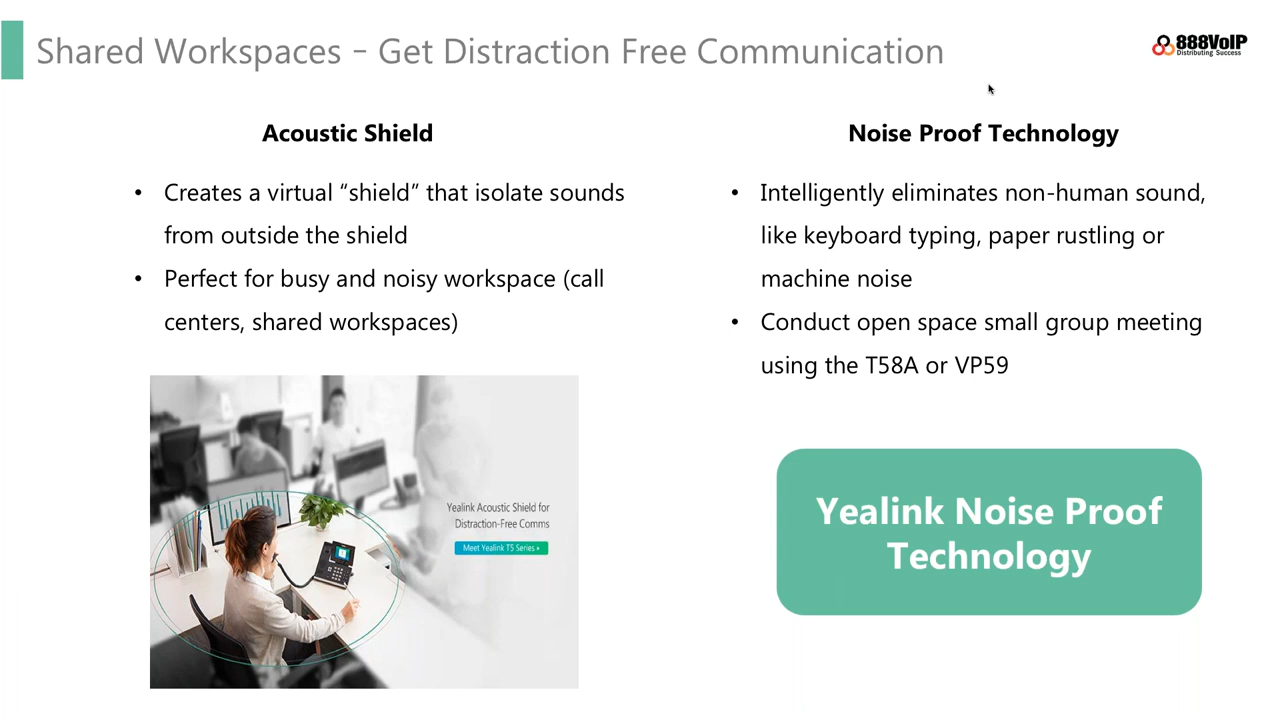 Shared Workspaces – Get Distraction Free Communication
888VoIP
Distributing Success
Acoustic Shield
• Creates a virtual “shield” that isolate sounds
from outside the shield
• Perfect for busy and noisy workspace (call
centers, shared workspaces)
Yealink Acoustic Shield for
Distraction-Free Comms
Meet Yealink T5 Series
Noise Proof Technology
• Intelligently eliminates non-human sound,
like keyboard typing, paper rustling or
machine noise
• Conduct open space small group meeting
using the T58A or VP59
Yealink Noise Proof
Technology